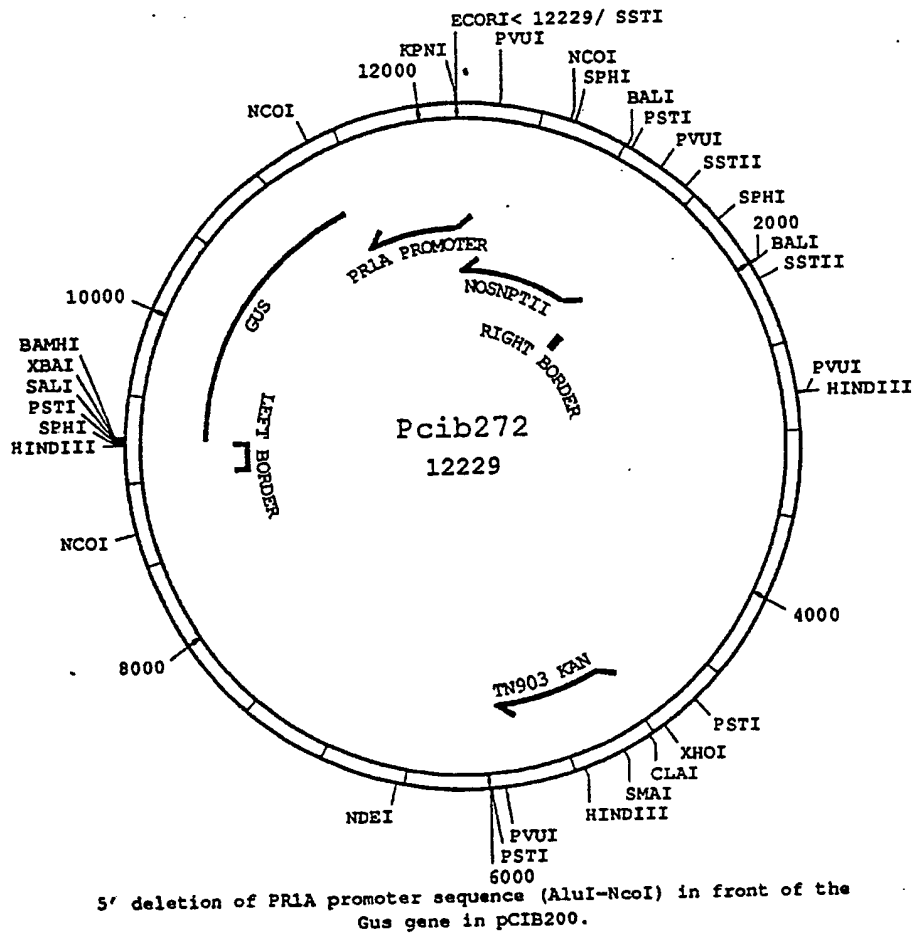 ECORI< 12229/ SSTI
KPNI
PVUI
12000
NCOI
SPHI
NCOI
BALI
PSTI
PVUI
SSTII
SPHI
2000
BALI
SSTII
PR1A PROMOTER
NOSNPTII
10000
GUS
RIGHT BORDER
BAMHI
XBAI
SALI
PSTI
SPHI
HINDIII
PVUI
HINDIII
LEFT BORDER
Pcib272
12229
NCOI
4000
8000
TN903 KAN
PSTI
XHOI
CLAI
SMAI
HINDIII
NDEI
PVUI
PSTI
6000
5' deletion of PR1A promoter sequence (AluI-NcoI) in front of the
Gus gene in pCIB200.